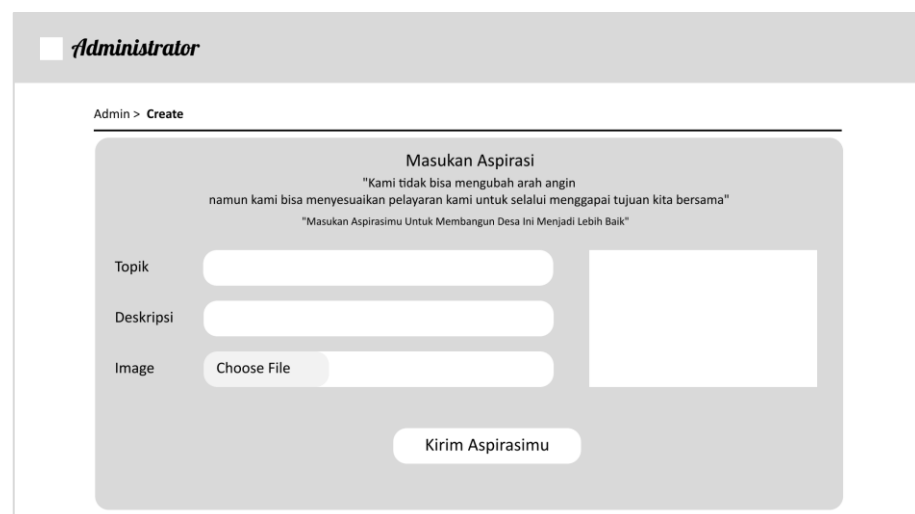 Administrator
Admin > Create
Masukan Aspirasi
"Kami tidak bisa mengubah arah angin
namun kami bisa menyesuaikan pelayaran kami untuk selalui menggapai tujuan kita bersama"
"Masukan Aspirasimu Untuk Membangun Desa Ini Menjadi Lebih Baik"
Topik
Deskripsi
Image Choose File
Kirim Aspirasimu